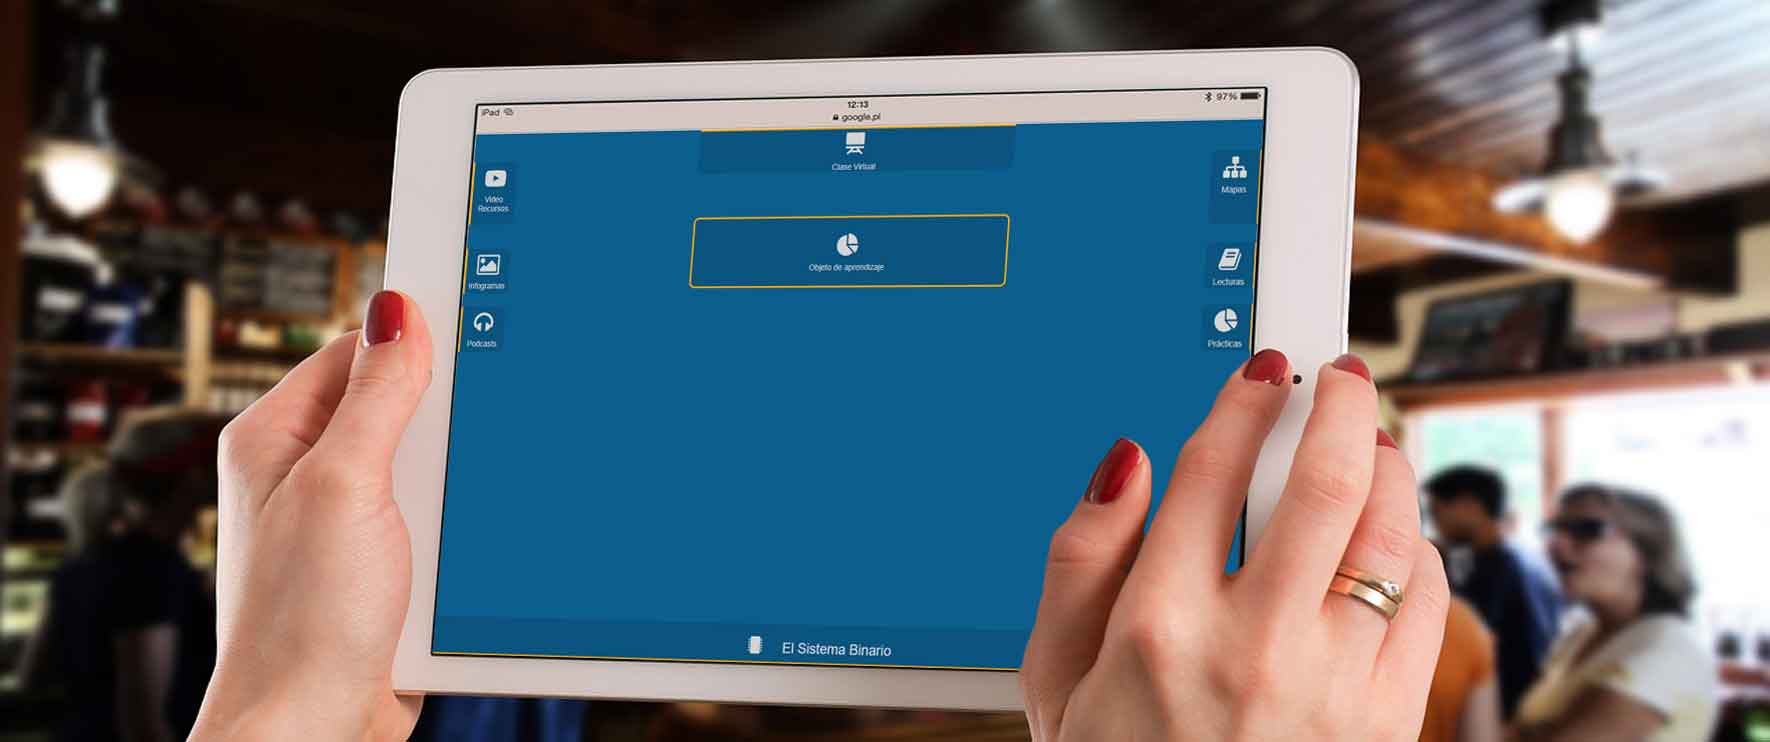 iPad
12:13
97%
google.pl
Clase Virtual
Video
Recursos
Mapas
Objeto de aprendizaje
Infogramas
Lecturas
Podcasts
Prácticas
El Sistema Binario